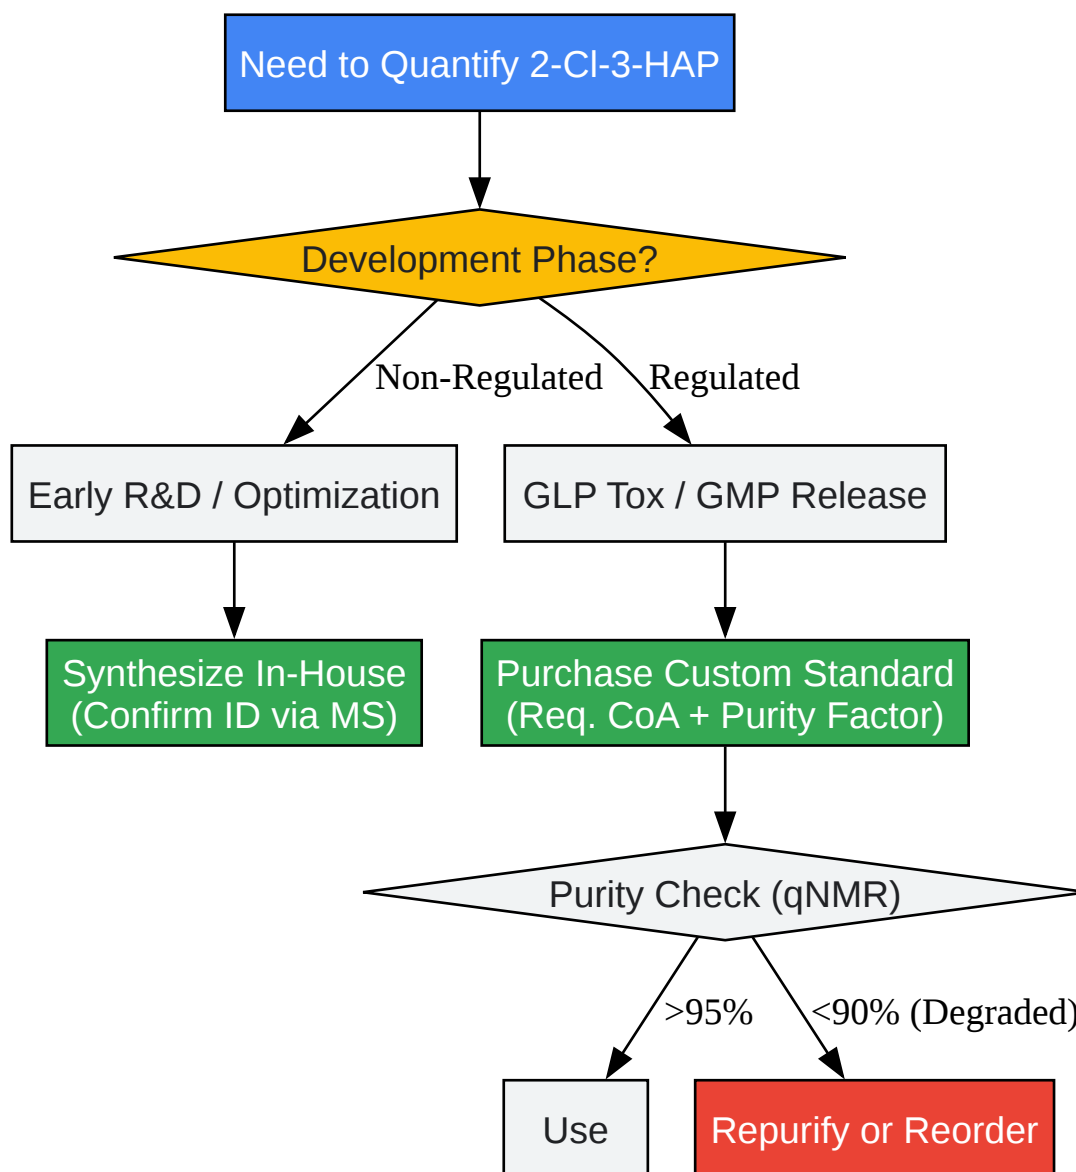 Need to Quantify 2-Cl-3-HAP
Development Phase?
Non-Regulated
Regulated
Early R&D / Optimization
GLP Tox / GMP Release
Synthesize In-House
(Confirm ID via MS)
Purchase Custom Standard
(Req. CoA + Purity Factor)
Purity Check (qNMR)
>95%
<90% (Degraded)
Use
Repurify or Reorder